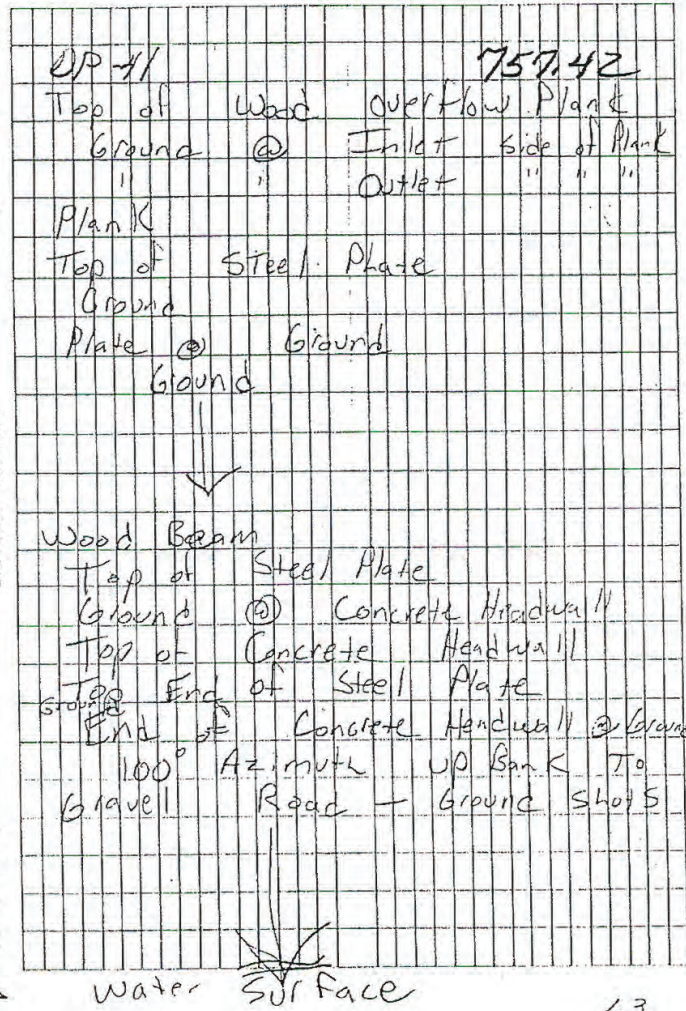 DP-41 757.42
Top of Wood overflow Plank
Ground @ Inlet side of Plank
" " Outlet " " "
Plank
Top of Steel Plate
Ground
Plate @ Ground
Ground
Wood Beam
Top of Steel Plate
Ground @ Concrete Headwall
Top of Concrete Headwall
Top End of Steel Plate
Ground
End of Concrete Headwall @ Ground
100° Azimuth up Bank To
Gravell Road - Ground Shots
Water Surface
63